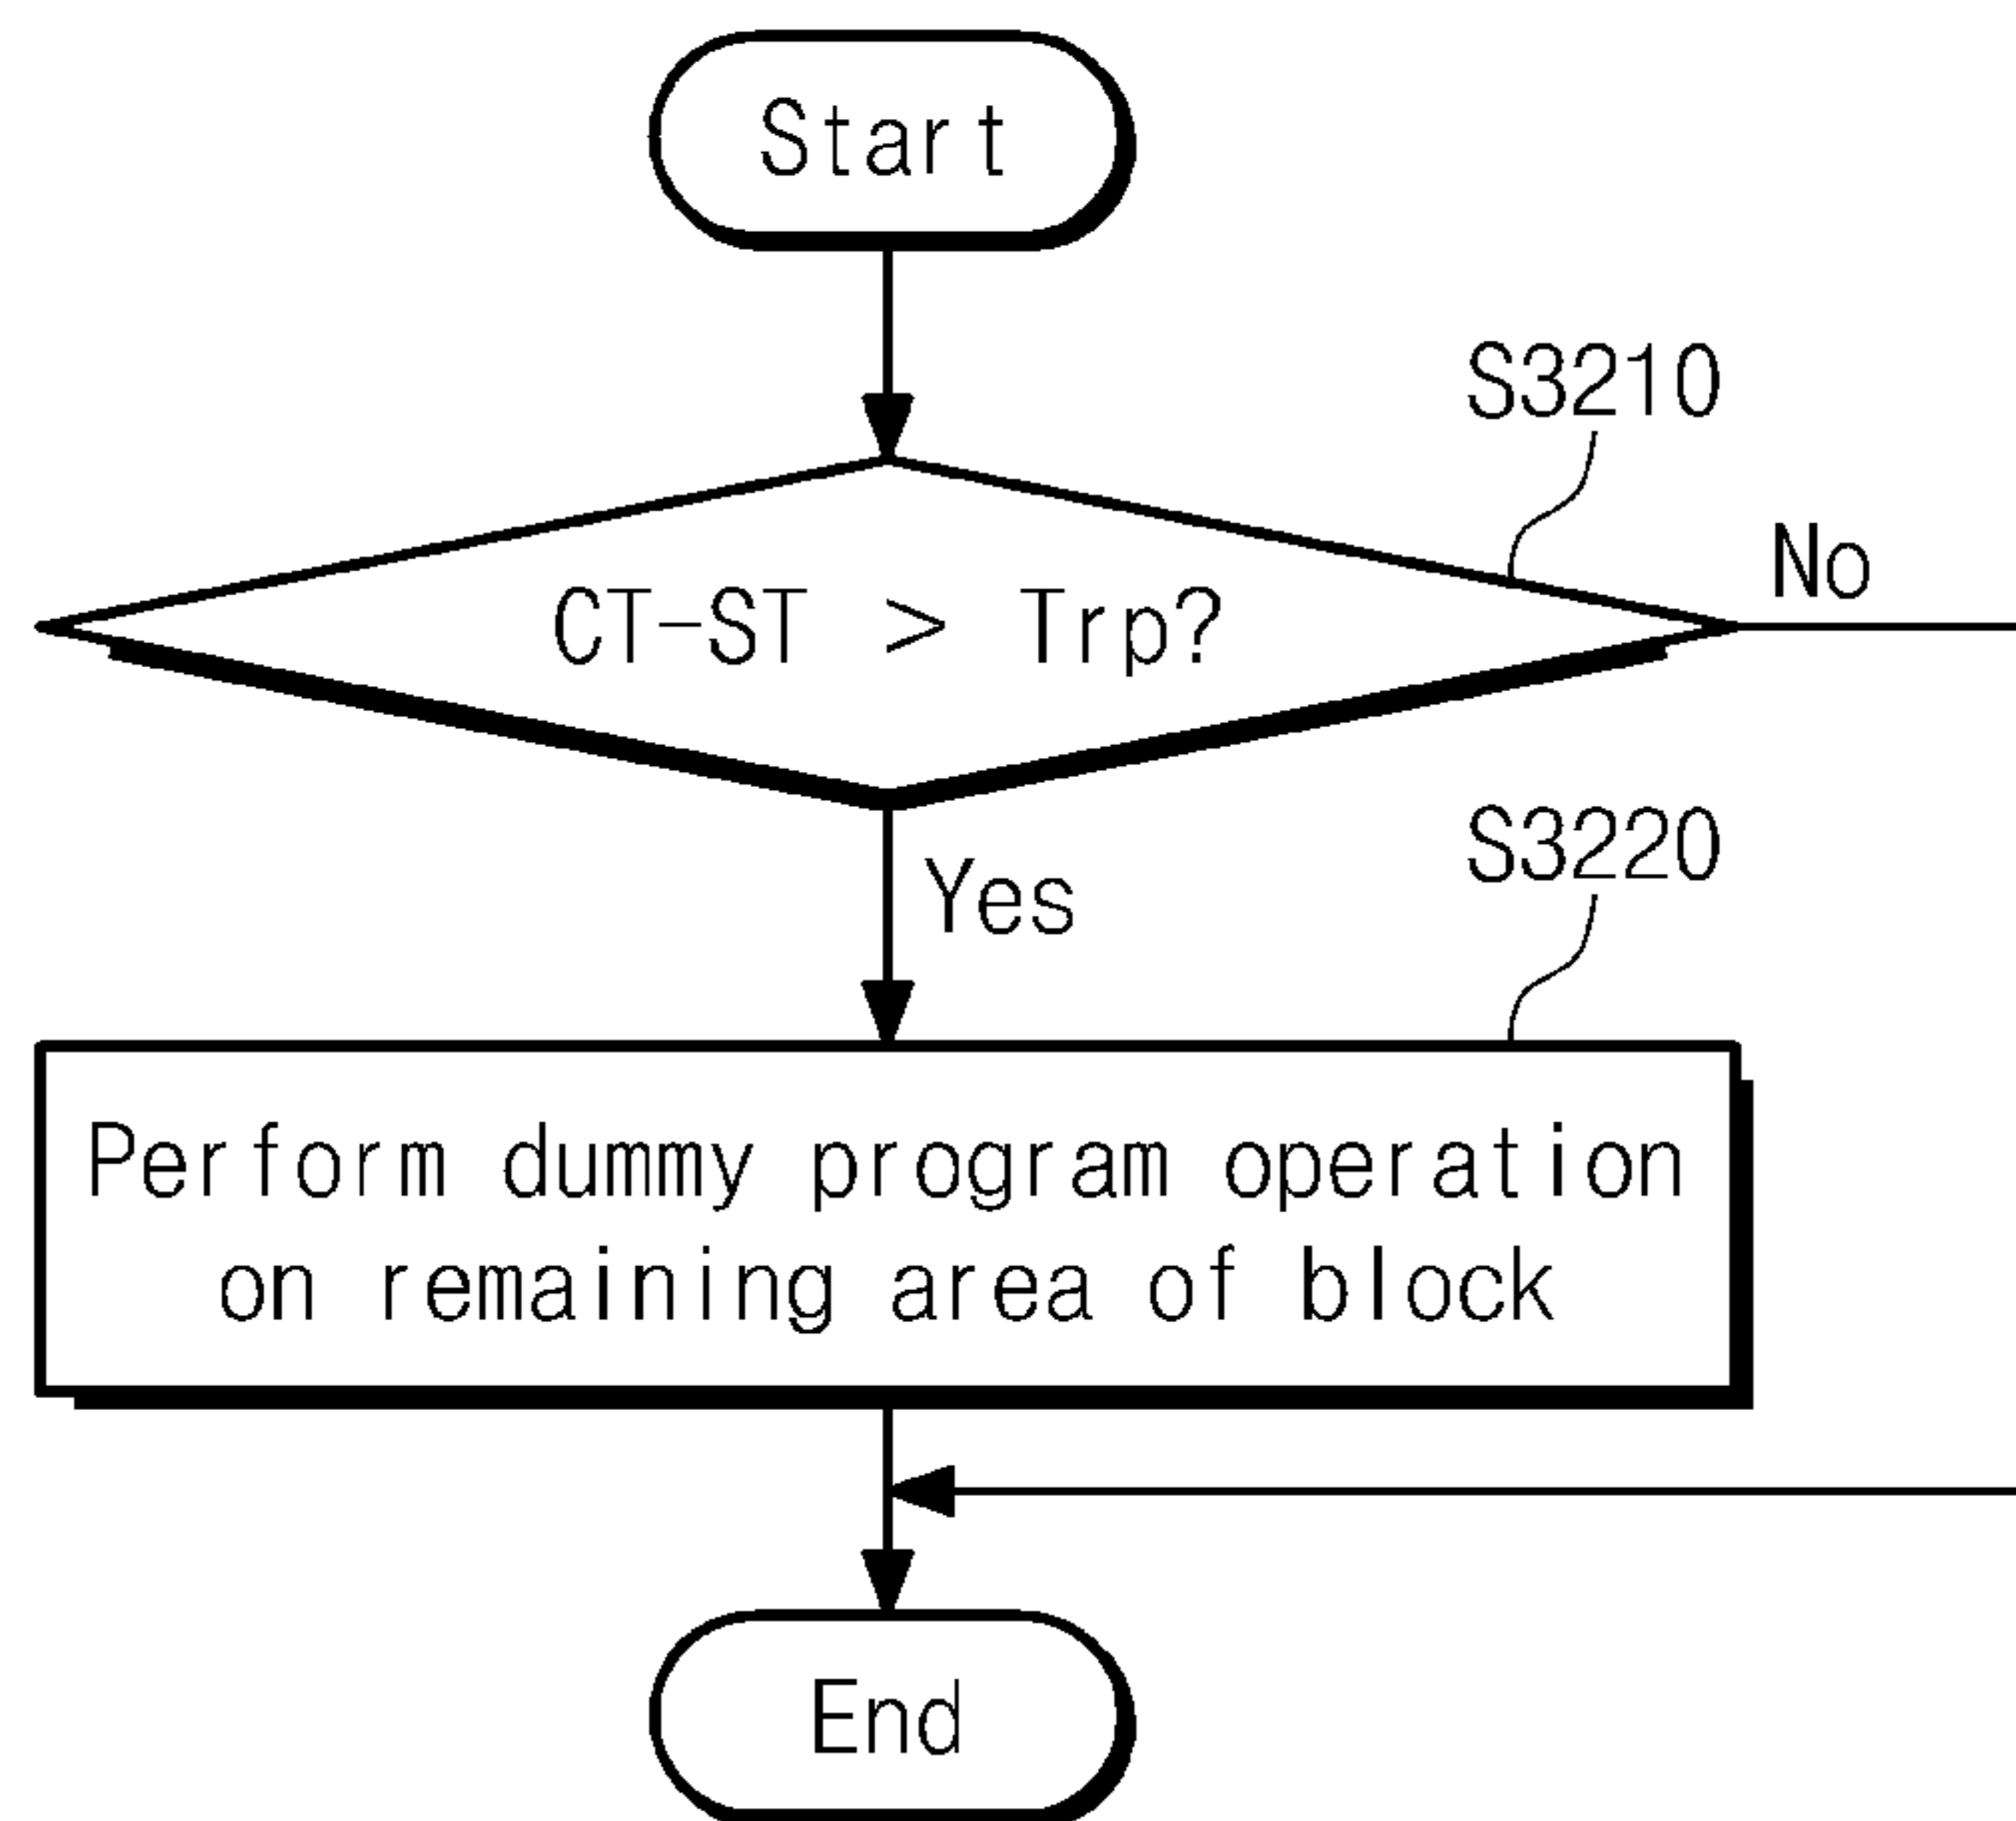 Start
S3210
CT-ST > Trp?
No
Yes
S3220
Perform dummy program operation
on remaining area of block
End